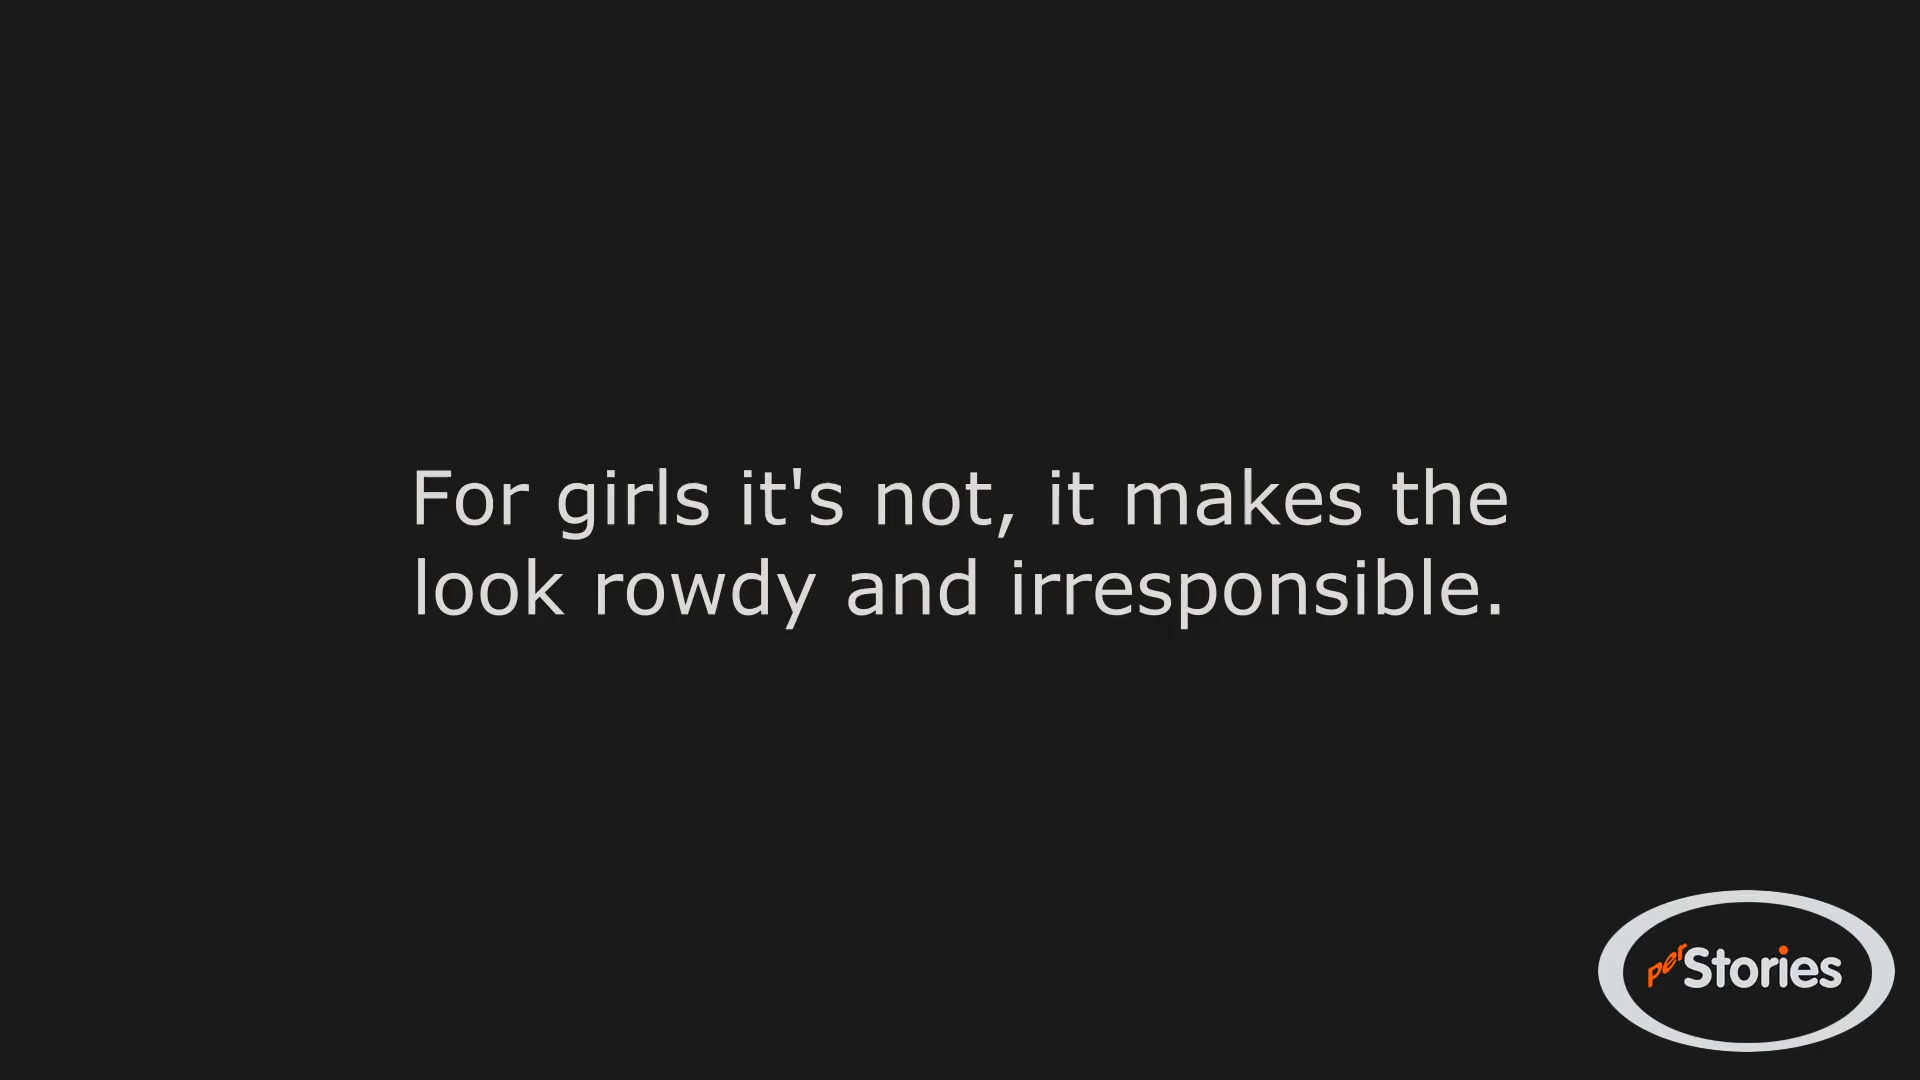 For girls it's not, it makes the
look rowdy and irresponsible.
perStories